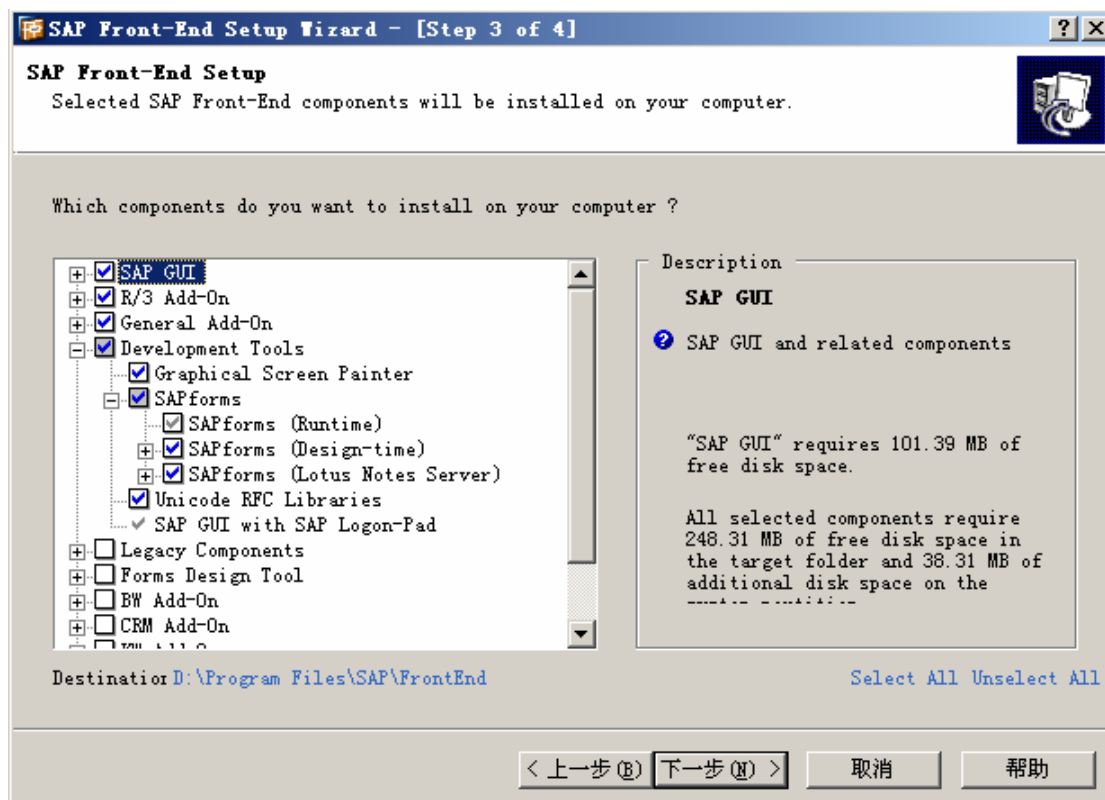 SAP Front-End Setup Wizard - [Step 3 of 4]
SAP Front-End Setup
Selected SAP Front-End components will be installed on your computer.
Which components do you want to install on your computer ?
SAP GUI
R/3 Add-On
General Add-On
Development Tools
Graphical Screen Painter
SAPforms
SAPforms (Runtime)
SAPforms (Design-time)
SAPforms (Lotus Notes Server)
Unicode RFC Libraries
SAP GUI with SAP Logon-Pad
Legacy Components
Forms Design Tool
BW Add-On
CRM Add-On
Description
SAP GUI
SAP GUI and related components
"SAP GUI" requires 101.39 MB of
free disk space.
All selected components require
248.31 MB of free disk space in
the target folder and 38.31 MB of
additional disk space on the
Destination D:\Program Files\SAP\FrontEnd
Select All Unselect All
< 上一步(B)
下一步(N) >
取消
帮助